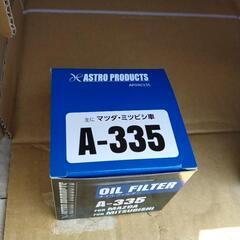 ASTRO PRODUCTS
主に マツダ・ミツビシ車
A-335
OIL FILTER
A-335
FOR MAZDA
FOR MITSUBISHI